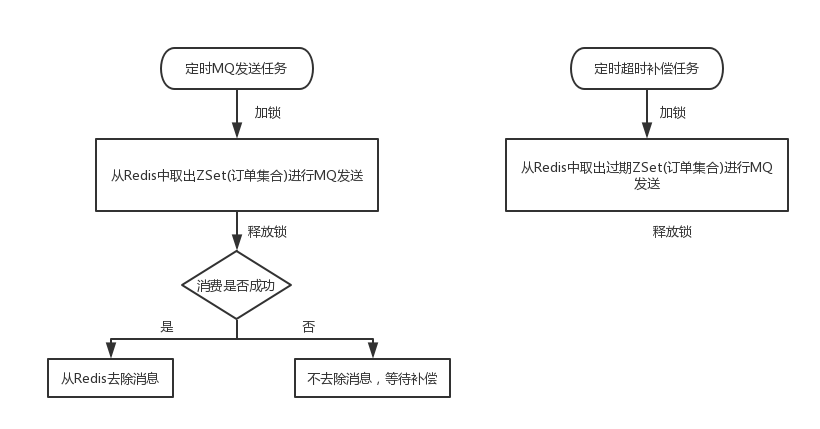 定时MQ发送任务
加锁
从Redis中取出ZSet(订单集合)进行MQ发送
释放锁
消费是否成功
是
否
从Redis去除消息
不去除消息，等待补偿
定时超时补偿任务
加锁
从Redis中取出过期ZSet(订单集合)进行MQ
发送
释放锁